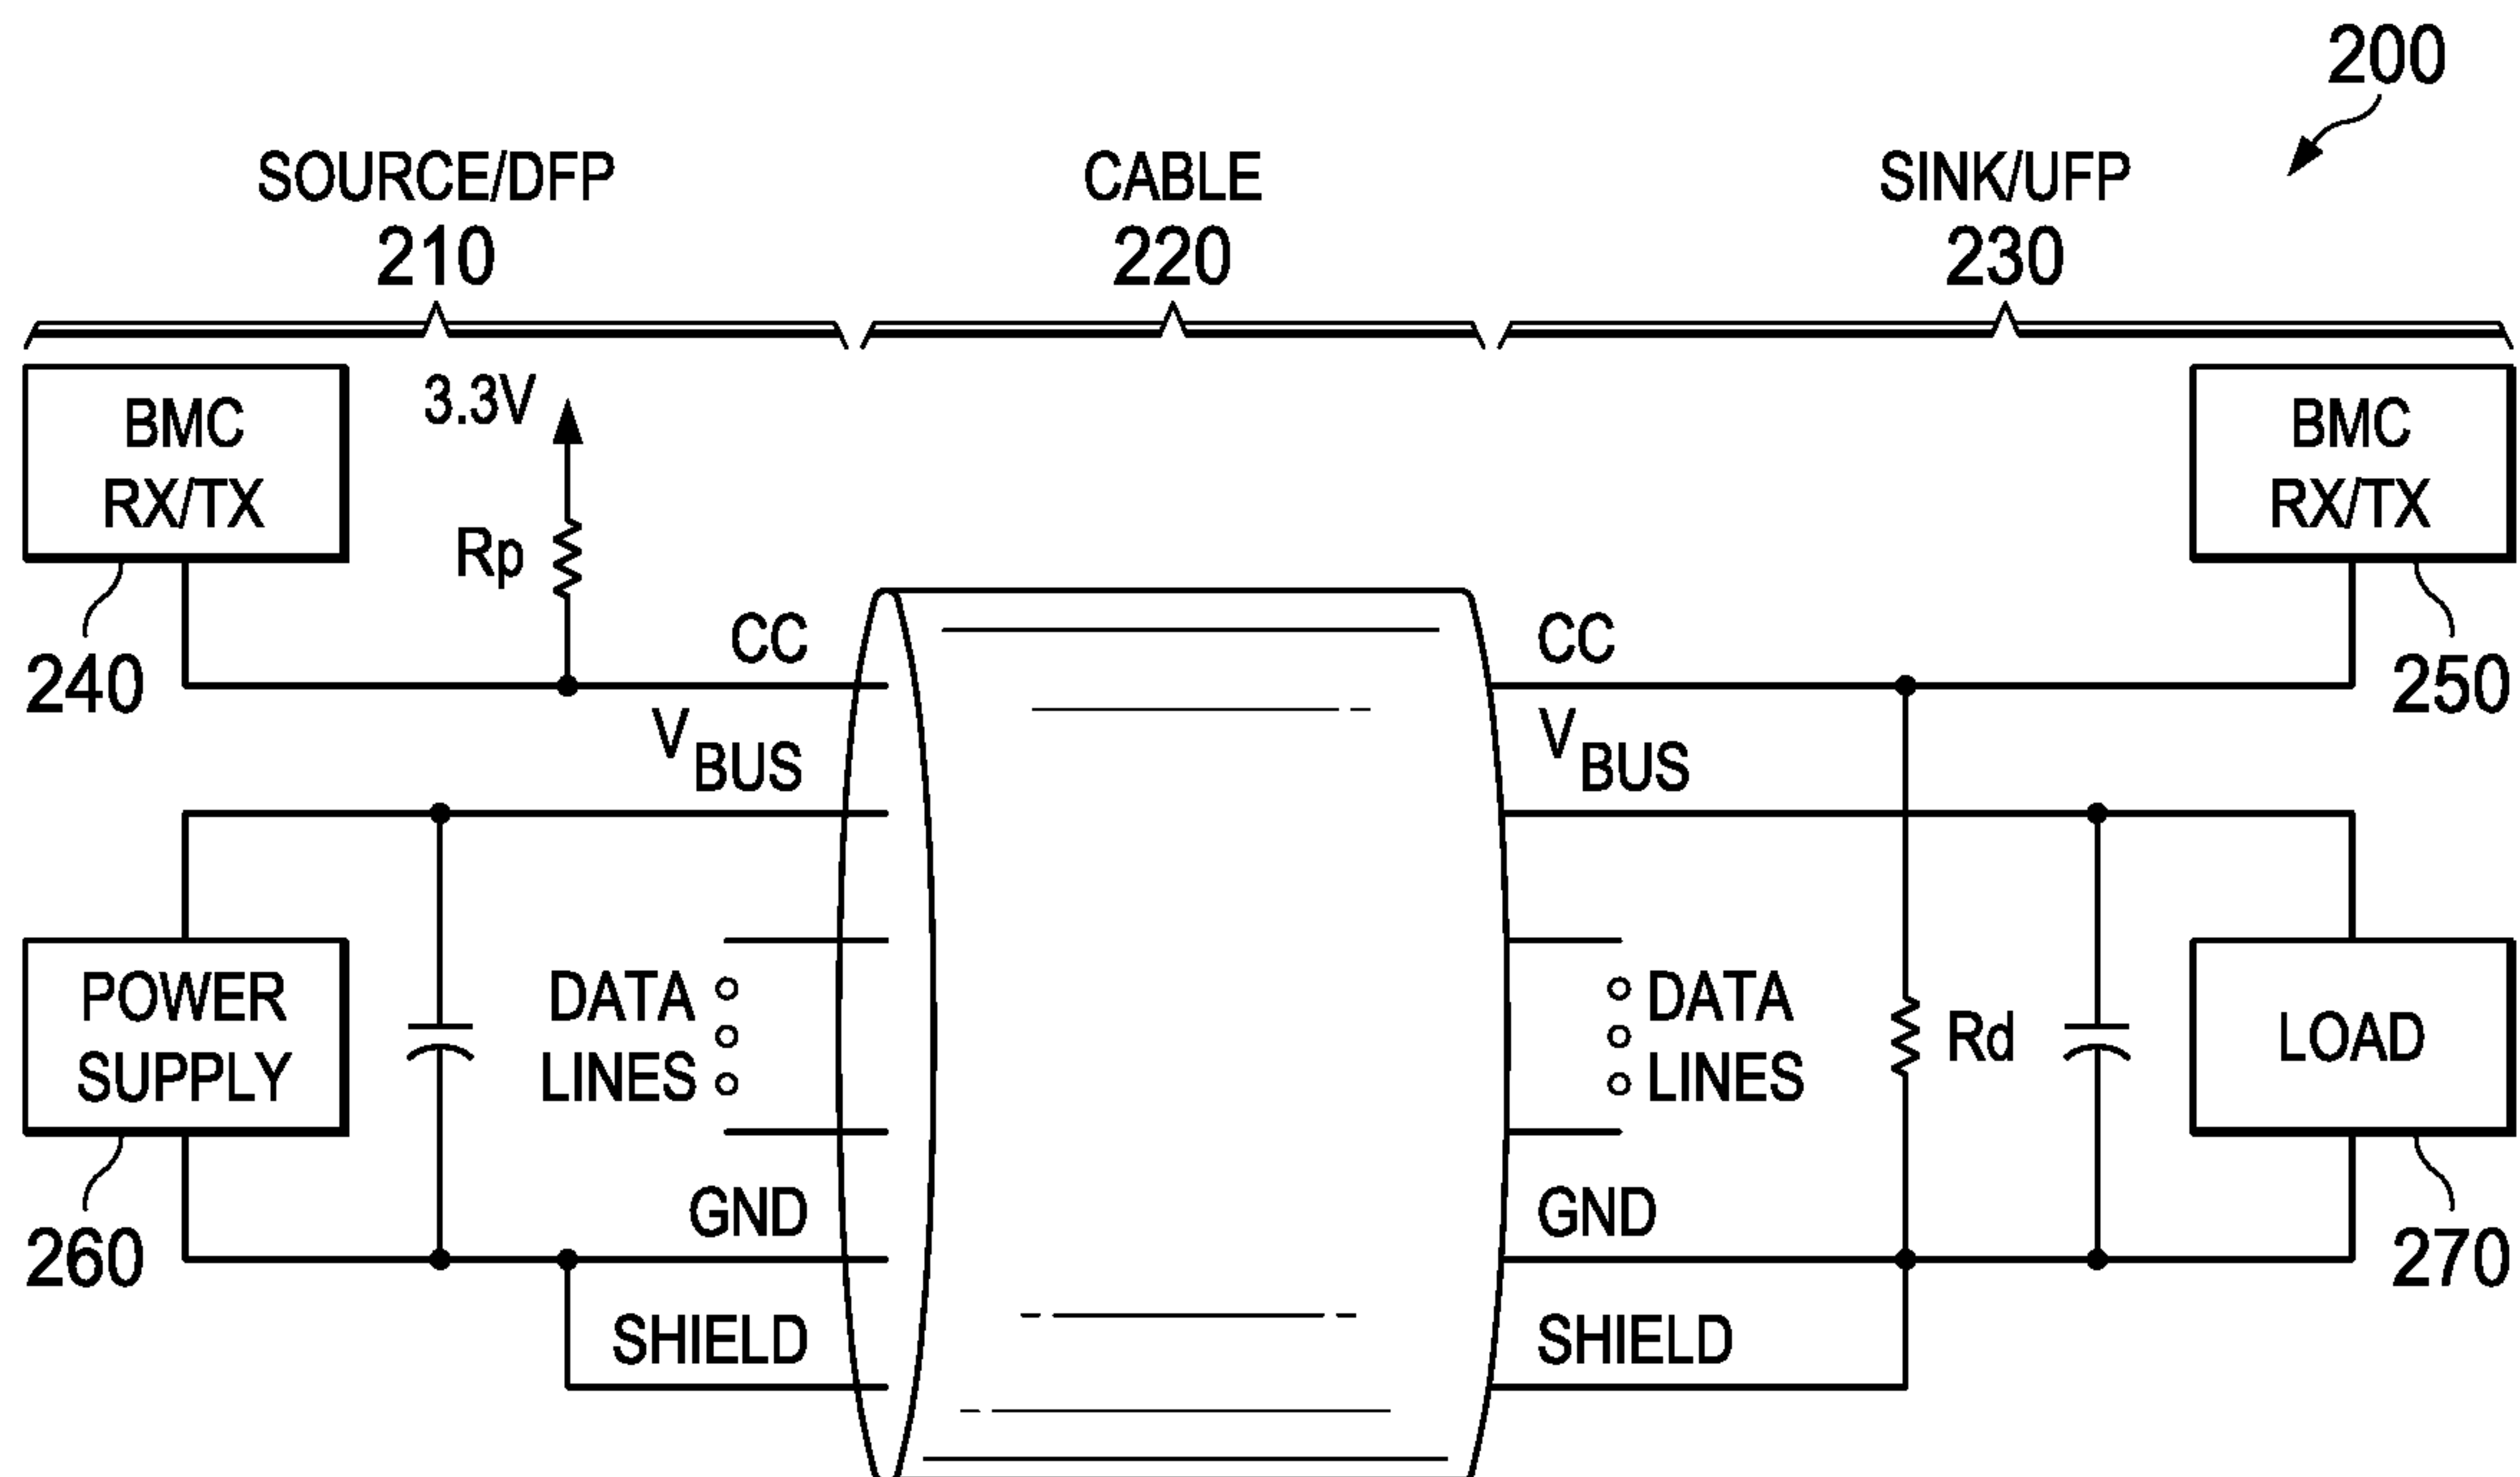 200
SOURCE/DFP
210
CABLE
220
SINK/UFP
230
BMC
RX/TX
3.3V
Rp
BMC
RX/TX
240
CC
CC
250
VBUS
VBUS
POWER
SUPPLY
DATA
LINES
DATA
LINES
Rd
LOAD
260
GND
GND
270
SHIELD
SHIELD